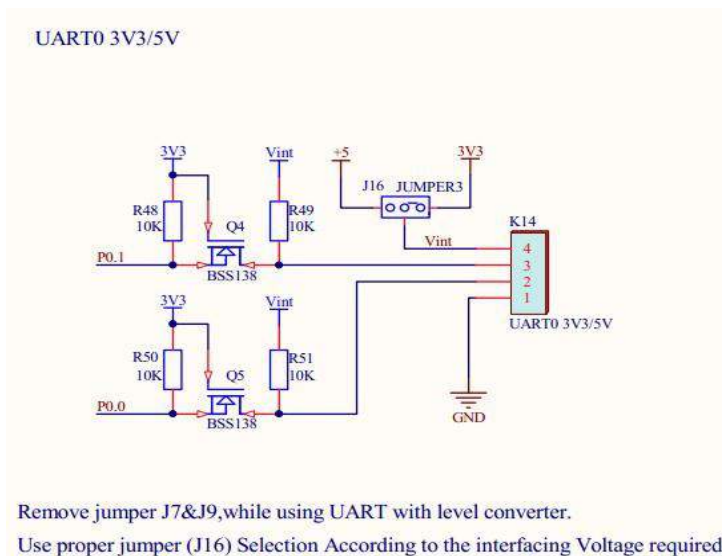 UART0 3V3/5V
3V3
Vint
+5
3V3
J16 JUMPER3
R48
10K
Q4
R49
10K
K14
Vint
4
P0.1
3
BSS138
2
3V3
Vint
1
UART0 3V3/5V
R50
10K
Q5
R51
10K
P0.0
BSS138
GND
Remove jumper J7&J9,while using UART with level converter.
Use proper jumper (J16) Selection According to the interfacing Voltage required